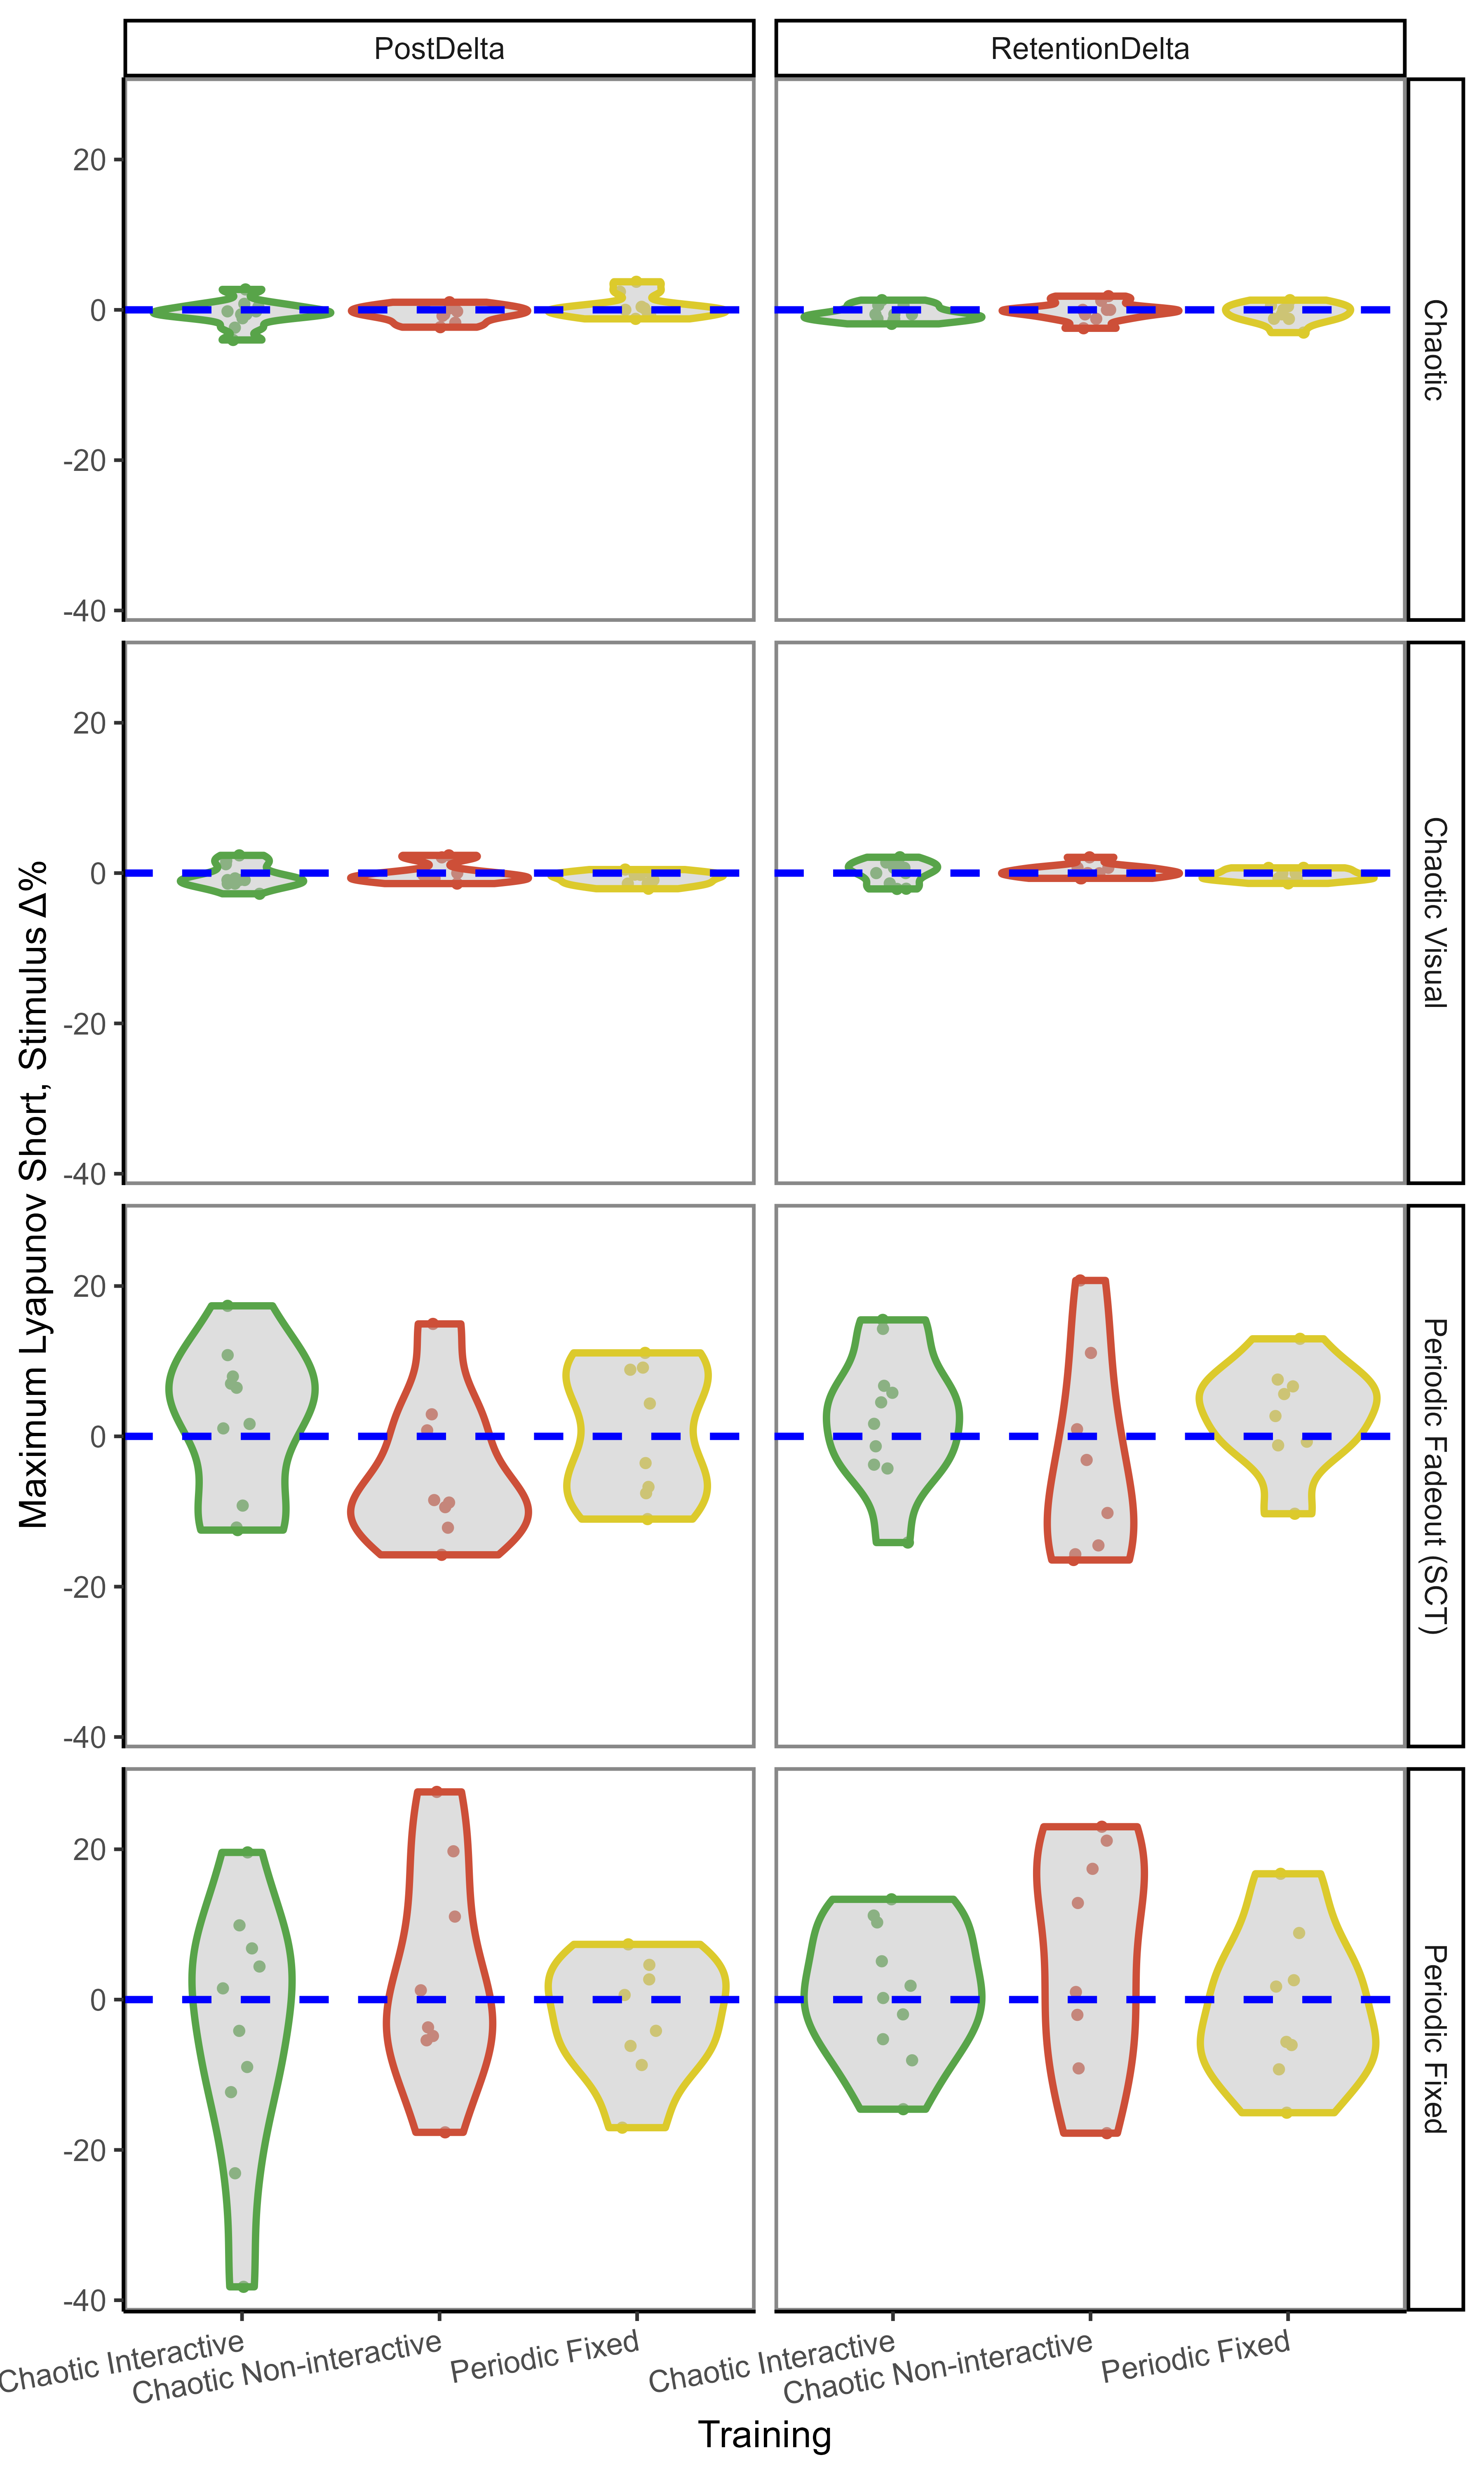 PostDelta
RetentionDelta
20
0
-20
-40
Chaotic
20
0
-20
-40
Chaotic Visual
20
0
-20
-40
Periodic Fadeout (SCT)
20
0
-20
-40
Periodic Fixed
Maximum Lyapunov Short, Stimulus Δ%
Chaotic Interactive
Chaotic Non-interactive
Periodic Fixed
Chaotic Interactive
Chaotic Non-interactive
Periodic Fixed
Training